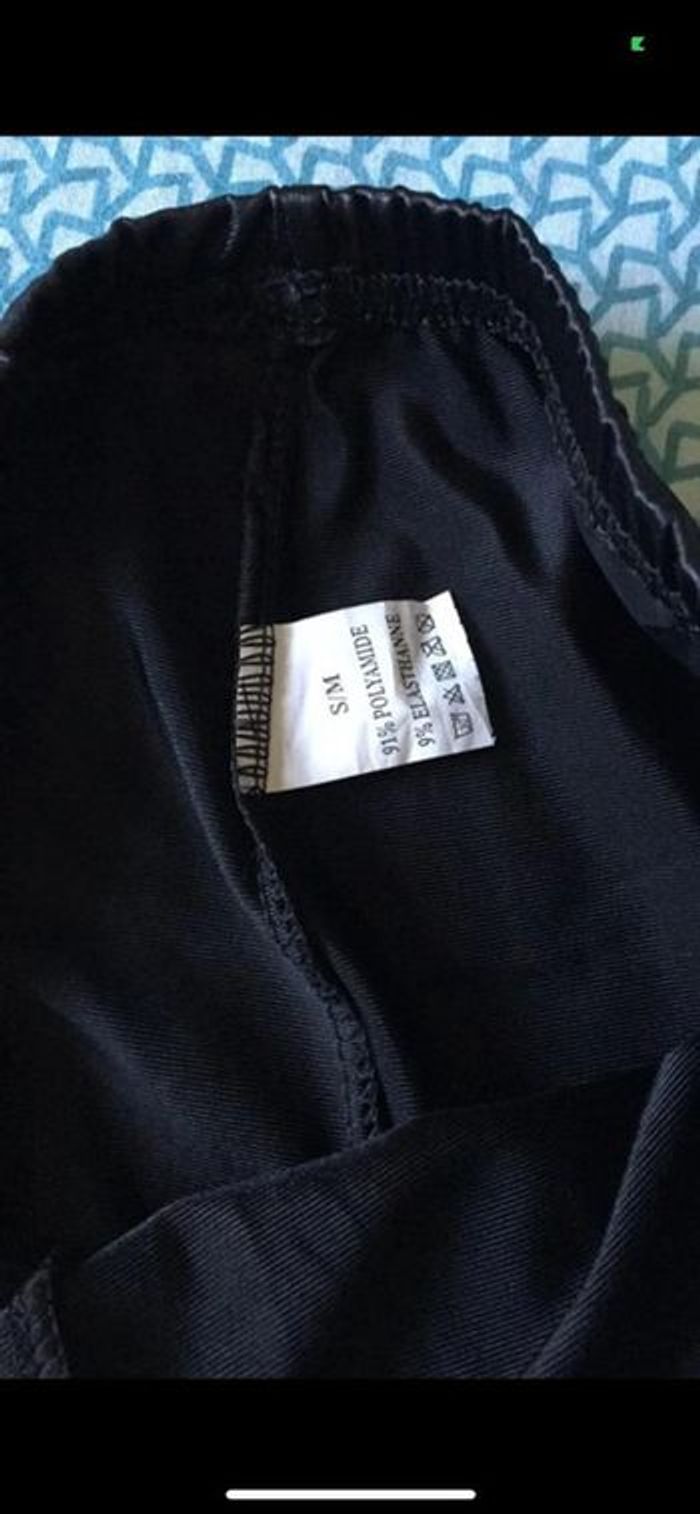 S/M
91% POLYAMIDE
9% ELASTHANNE